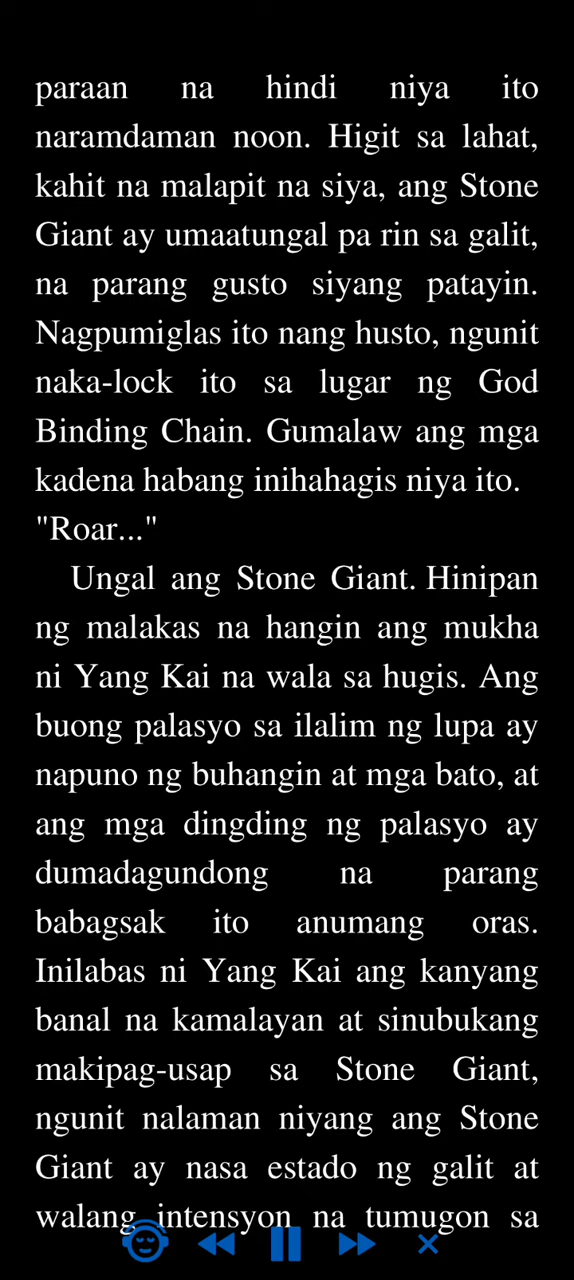 paraan na hindi niya ito
naramdaman noon. Higit sa lahat,
kahit na malapit na siya, ang Stone
Giant ay umaatungal pa rin sa galit,
na parang gusto siyang patayin.
Nagpumiglas ito nang husto, ngunit
naka-lock ito sa lugar ng God
Binding Chain. Gumalaw ang mga
kadena habang inihahagis niya ito.
"Roar..."
Ungal ang Stone Giant. Hinipan
ng malakas na hangin ang mukha
ni Yang Kai na wala sa hugis. Ang
buong palasyo sa ilalim ng lupa ay
napuno ng buhangin at mga bato, at
ang mga dingding ng palasyo ay
dumadagundong na parang
babagsak ito anumang oras.
Inilabas ni Yang Kai ang kanyang
banal na kamalayan at sinubukang
makipag-usap sa Stone Giant,
ngunit nalaman niyang ang Stone
Giant ay nasa estado ng galit at
walang intensyon na tumugon sa